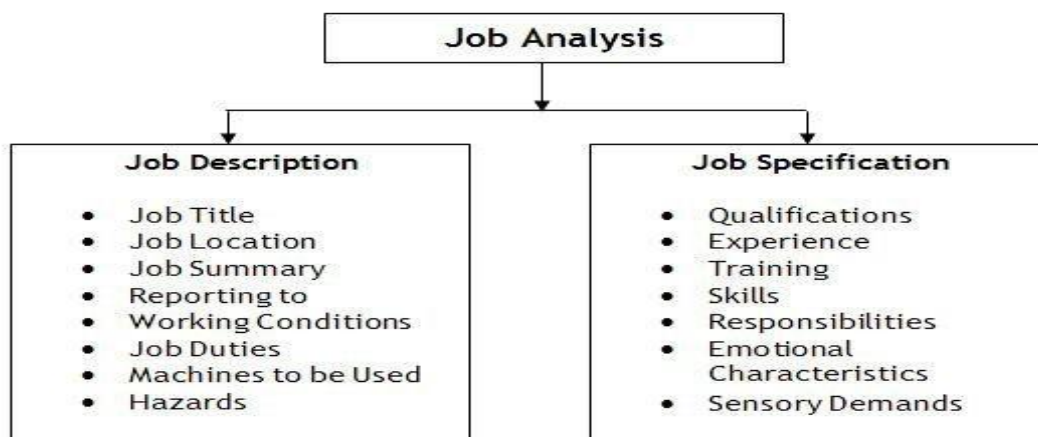 Job Analysis
Job Description
• Job Title
• Job Location
• Job Summary
• Reporting to
• Working Conditions
• Job Duties
• Machines to be Used
• Hazards
Job Specification
• Qualifications
• Experience
• Training
• Skills
• Responsibilities
• Emotional
Characteristics
• Sensory Demands